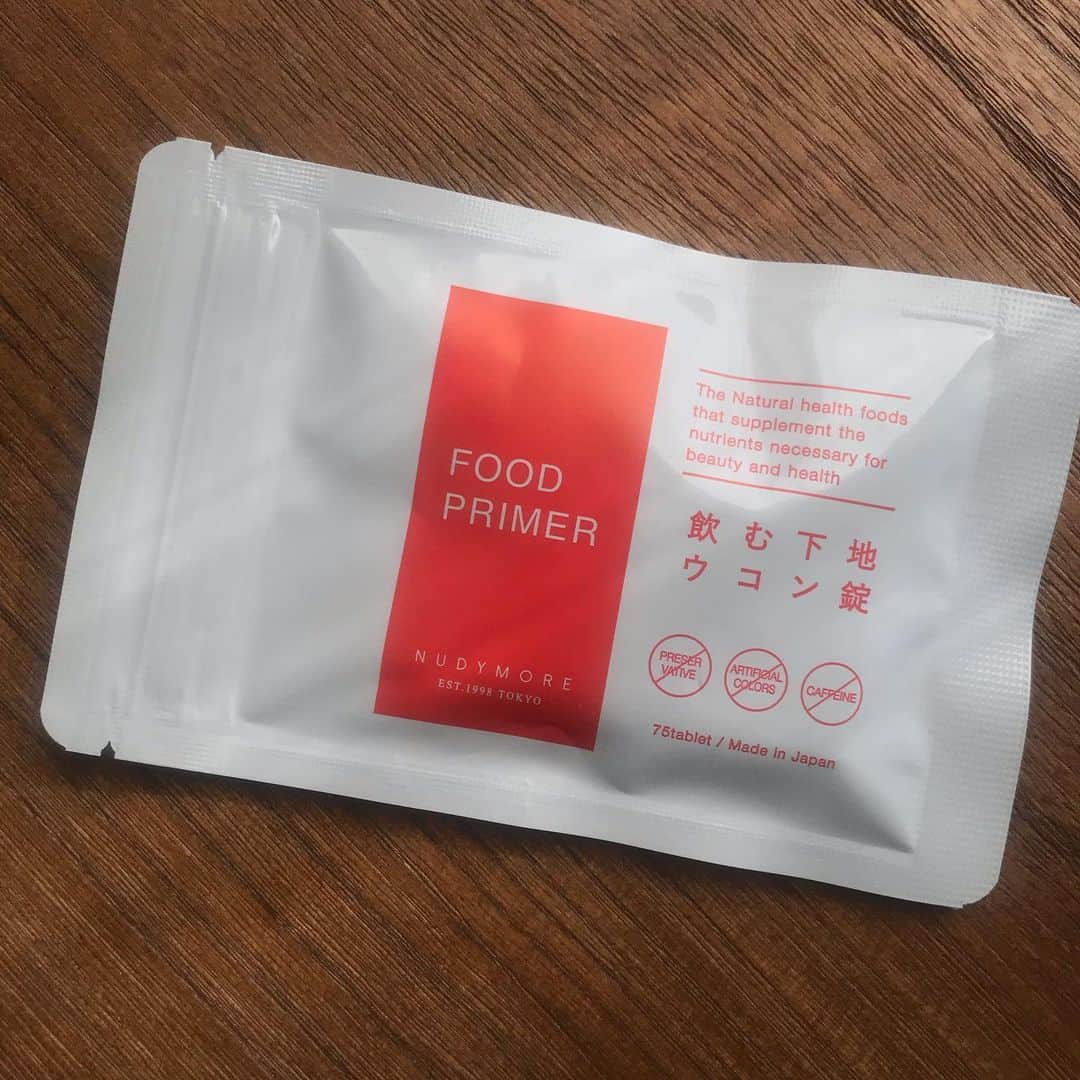 FOOD
PRIMER
NUDYMORE
EST.1998 TOKYO
The Natural health foods
that supplement the
nutrients necessary for
beauty and health
飲む下地
ウコン錠
PRESER
VATIVE
ARTIFICIAL
COLORS
CAFFEINE
75tablet / Made in Japan